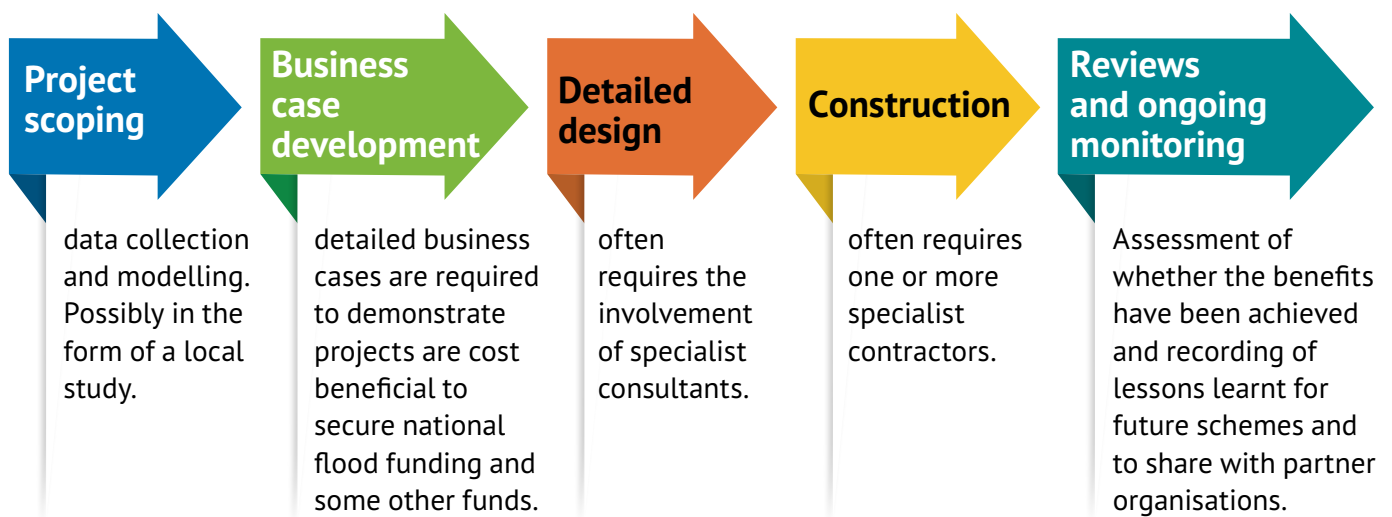 Project
scoping
data collection
and modelling.
Possibly in the
form of a local
study.
Business
case
development
detailed business
cases are required
to demonstrate
projects are cost
beneficial to
secure national
flood funding and
some other funds.
Detailed
design
often
requires the
involvement
of specialist
consultants.
Construction
often requires
one or more
specialist
contractors.
Reviews
and ongoing
monitoring
Assessment of
whether the benefits
have been achieved
and recording of
lessons learnt for
future schemes and
to share with partner
organisations.